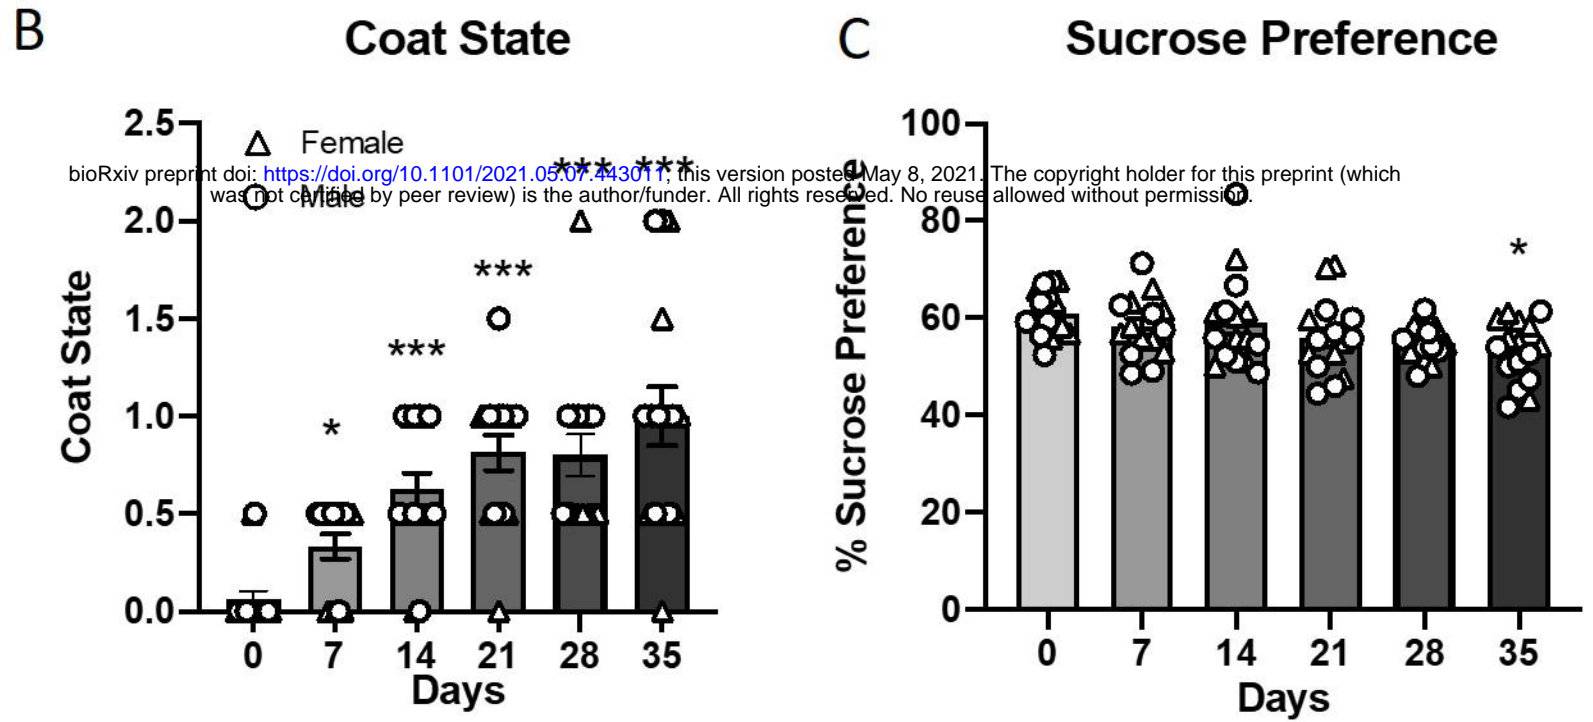 B
Coat State
C
Sucrose Preference
2.5
2.0
1.5
1.0
0.5
0.0
Coat State
Female
Male
*
***
***
***
***
0
7
14
21
28
35
Days
bioRxiv preprint doi: https://doi.org/10.1101/2021.05.07.443011; this version posted May 8, 2021. The copyright holder for this preprint (which
was not certified by peer review) is the author/funder. All rights reserved. No reuse allowed without permission.
100
80
60
40
20
0
% Sucrose Preference
*
0
7
14
21
28
35
Days